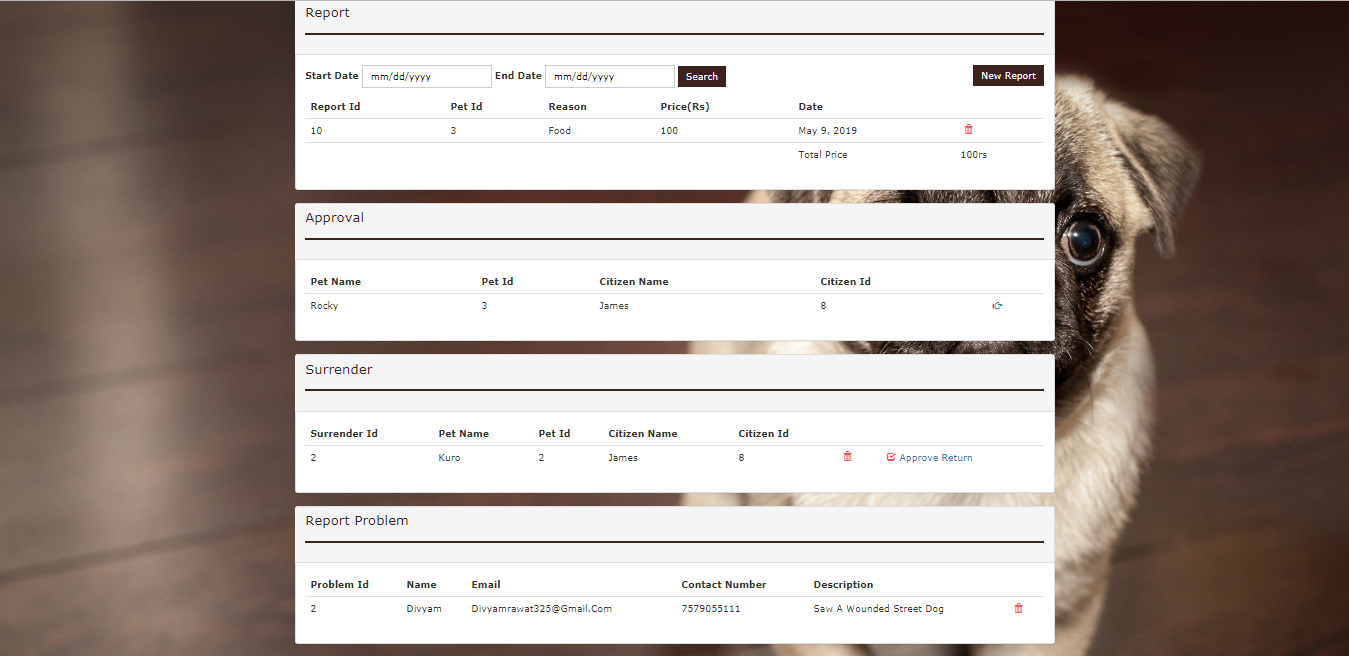 Report
Start Date mm/dd/yyyy End Date mm/dd/yyyy Search New Report
Report Id Pet Id Reason Price(Rs) Date
10 3 Food 100 May 9, 2019
Total Price 100rs
Approval
Pet Name Pet Id Citizen Name Citizen Id
Rocky 3 James 8
Surrender
Surrender Id Pet Name Pet Id Citizen Name Citizen Id
2 Kuro 2 James 8 Approve Return
Report Problem
Problem Id Name Email Contact Number Description
2 Divyam Divyamrawat325@Gmail.Com 7579055111 Saw A Wounded Street Dog